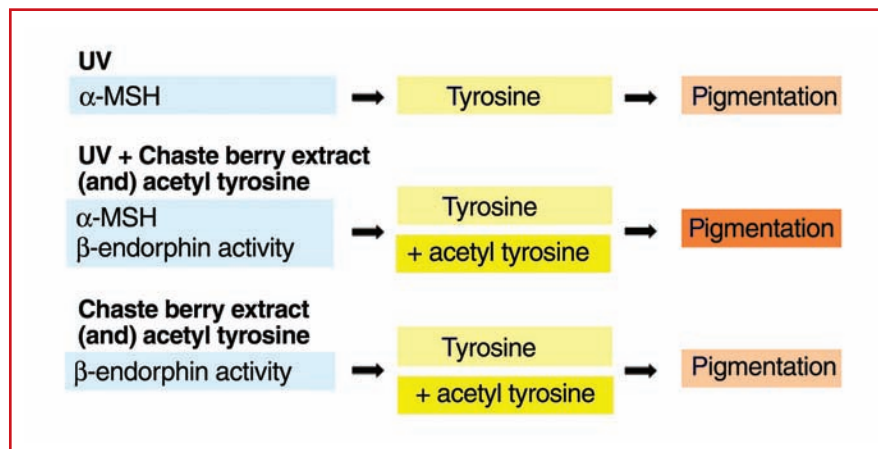 UV
α-MSH
Tyrosine
Pigmentation
UV + Chaste berry extract
(and) acetyl tyrosine
α-MSH
β-endorphin activity
Tyrosine
+ acetyl tyrosine
Pigmentation
Chaste berry extract
(and) acetyl tyrosine
β-endorphin activity
Tyrosine
+ acetyl tyrosine
Pigmentation